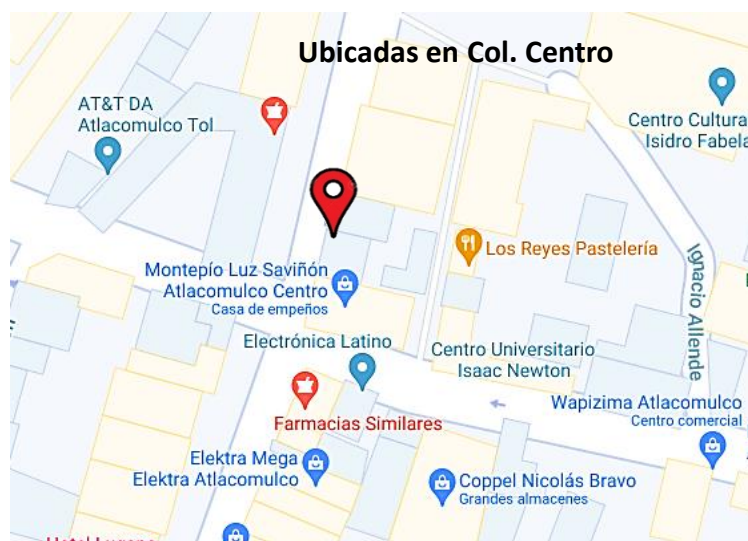 Ubicadas en Col. Centro
AT&T DA
Atlacomulco Tol
Centro Cultura
Isidro Fabela
Los Reyes Pastelería
Ignacio Allende
Montepío Luz Saviñón
Atlacomulco Centro
Casa de empeños
Electrónica Latino
Centro Universitario
Isaac Newton
Wapizima Atlacomulco
Centro comercial
Farmacias Similares
Elektra Mega
Elektra Atlacomulco
Coppel Nicolás Bravo
Grandes almacenes